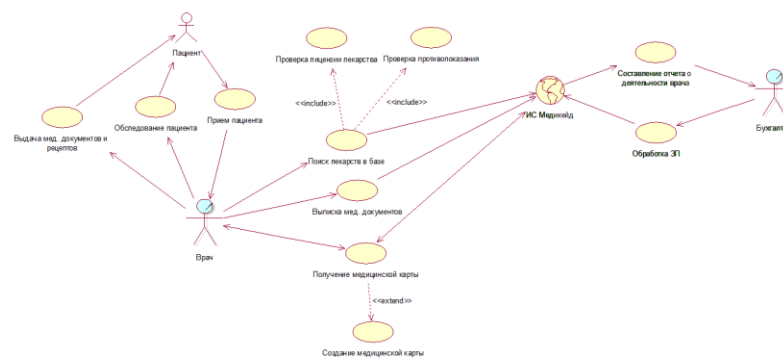 Пациент
Проверка лицензии лекарства
Проверка противопоказания
Составление отчета о
деятельности врача
<<include>>
<<include>>
ИС Медикейд
Бухгалт
Выдача мед. документов и
рецептов
Обследование пациента
Прием пациента
Обработка ЗП
Поиск лекарств в базе
Выписка мед. документов
Врач
Получение медицинской карты
<<extend>>
Создание медицинской карты